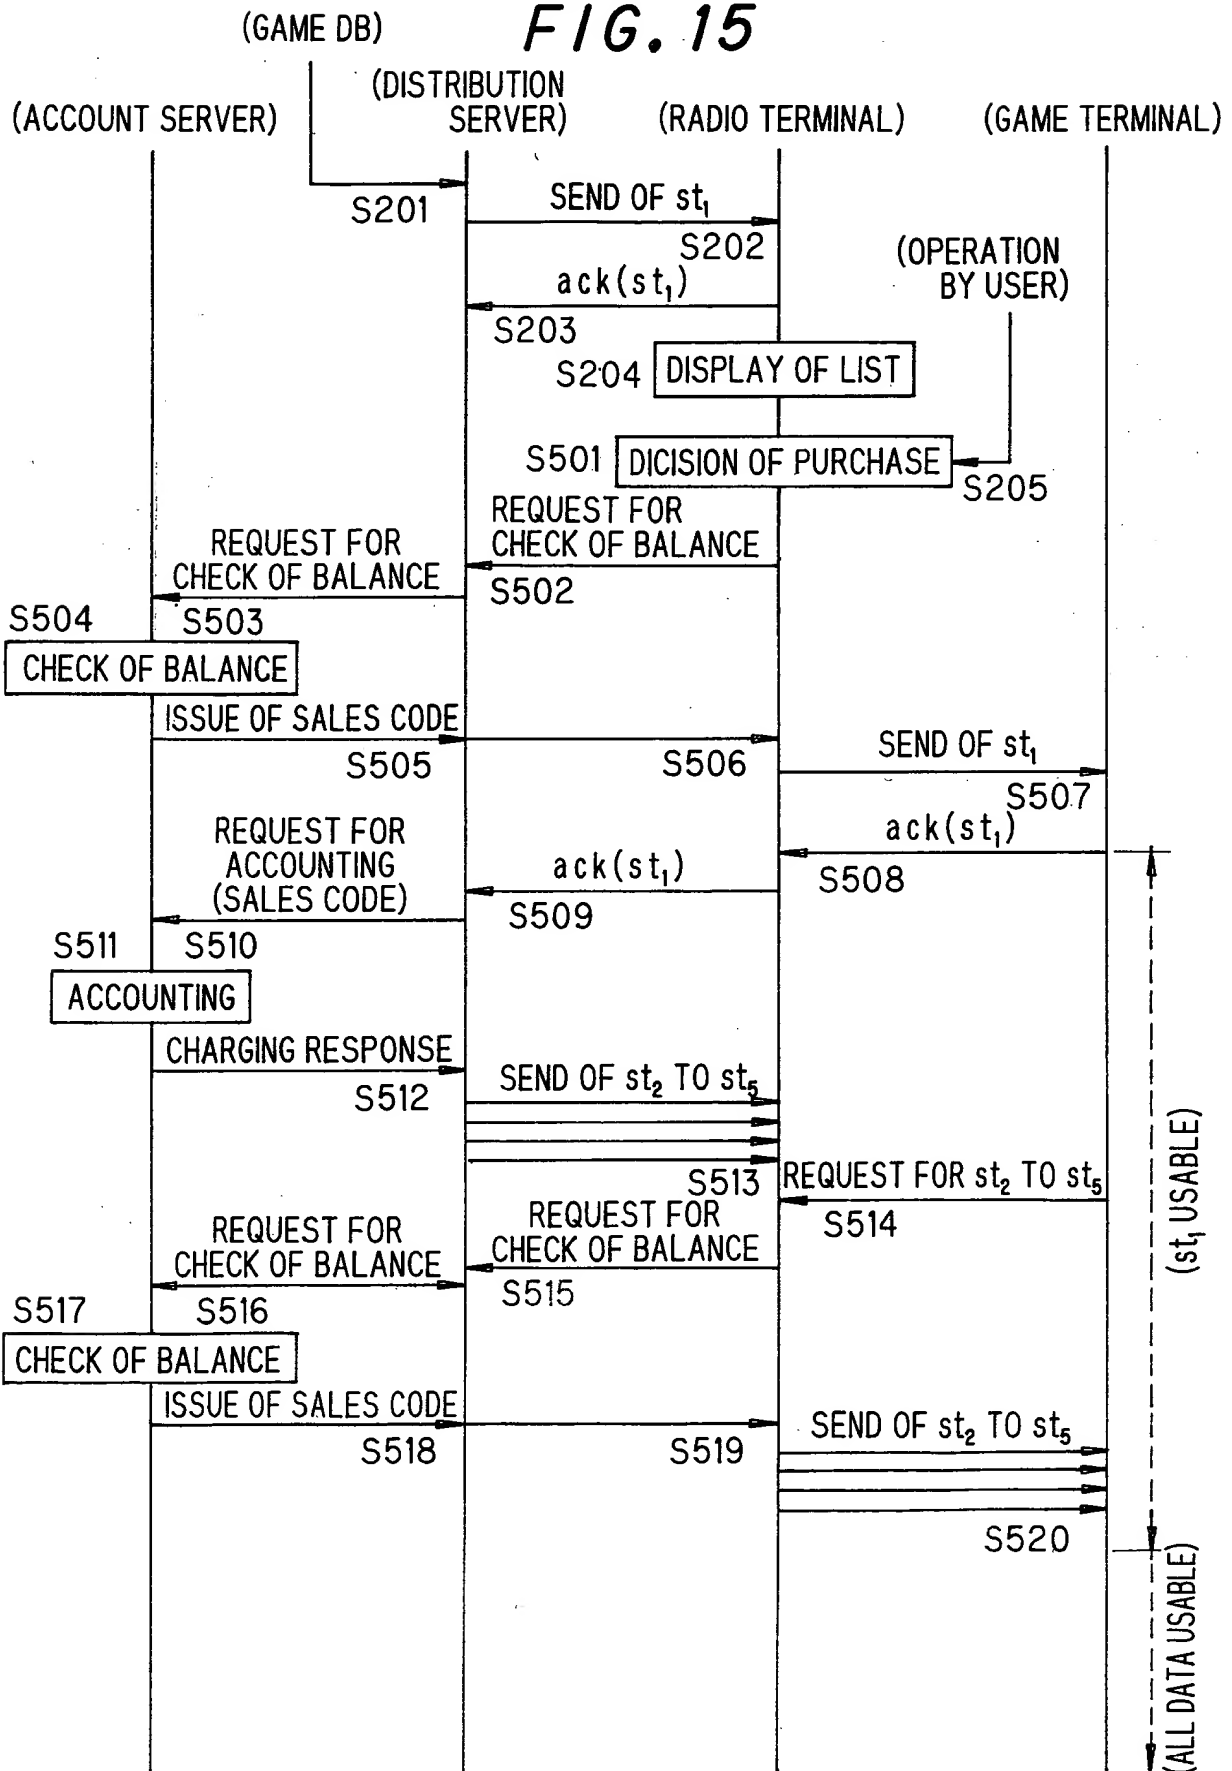 FIG. 15
(GAME DB)
(DISTRIBUTION
SERVER)
(ACCOUNT SERVER)
(RADIO TERMINAL)
(GAME TERMINAL)
S201
SEND OF st₁
S202
(OPERATION
BY USER)
ack(st₁)
S203
S204
DISPLAY OF LIST
S501
DICISION OF PURCHASE
S205
REQUEST FOR
CHECK OF BALANCE
S502
REQUEST FOR
CHECK OF BALANCE
S503
S504
CHECK OF BALANCE
ISSUE OF SALES CODE
S505
S506
SEND OF st₁
S507
ack(st₁)
S508
ack(st₁)
S509
REQUEST FOR
ACCOUNTING
(SALES CODE)
S510
S511
ACCOUNTING
CHARGING RESPONSE
S512
SEND OF st₂ TO st₅
S513
REQUEST FOR st₂ TO st₅
S514
REQUEST FOR
CHECK OF BALANCE
S515
REQUEST FOR
CHECK OF BALANCE
S516
S517
CHECK OF BALANCE
ISSUE OF SALES CODE
S518
S519
SEND OF st₂ TO st₅
S520
(st₁ USABLE)
(ALL DATA USABLE)